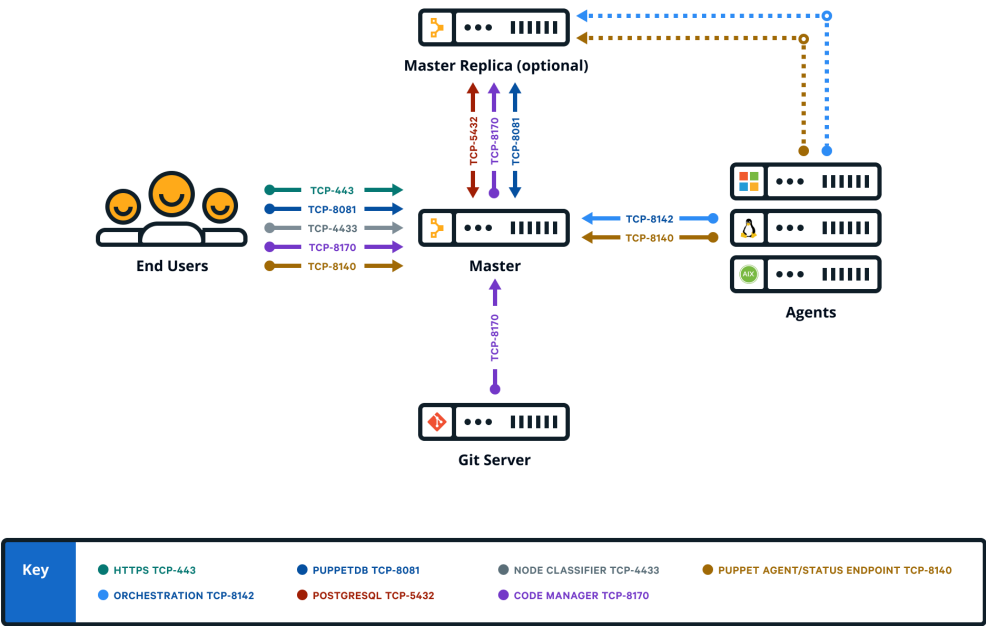 Master Replica (optional)
TCP-5432
TCP-8170
TCP-8081
TCP-443
TCP-8081
TCP-4433
TCP-8170
TCP-8140
End Users
Master
TCP-8142
TCP-8140
AIX
Agents
TCP-8170
Git Server
Key
HTTPS TCP-443
PUPPETDB TCP-8081
NODE CLASSIFIER TCP-4433
PUPPET AGENT/STATUS ENDPOINT TCP-8140
ORCHESTRATION TCP-8142
POSTGRESQL TCP-5432
CODE MANAGER TCP-8170